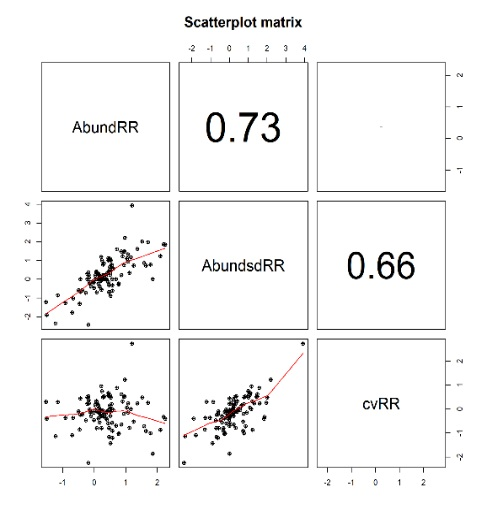 Scatterplot matrix
-2 -1 0 1 2 3 4
AbundRR
0.73
2
1
0
-1
4
3
2
1
0
-1
-2
AbundsdRR
0.66
cvRR
2
1
0
-1
-2
-1 0 1 2
-2 -1 0 1 2